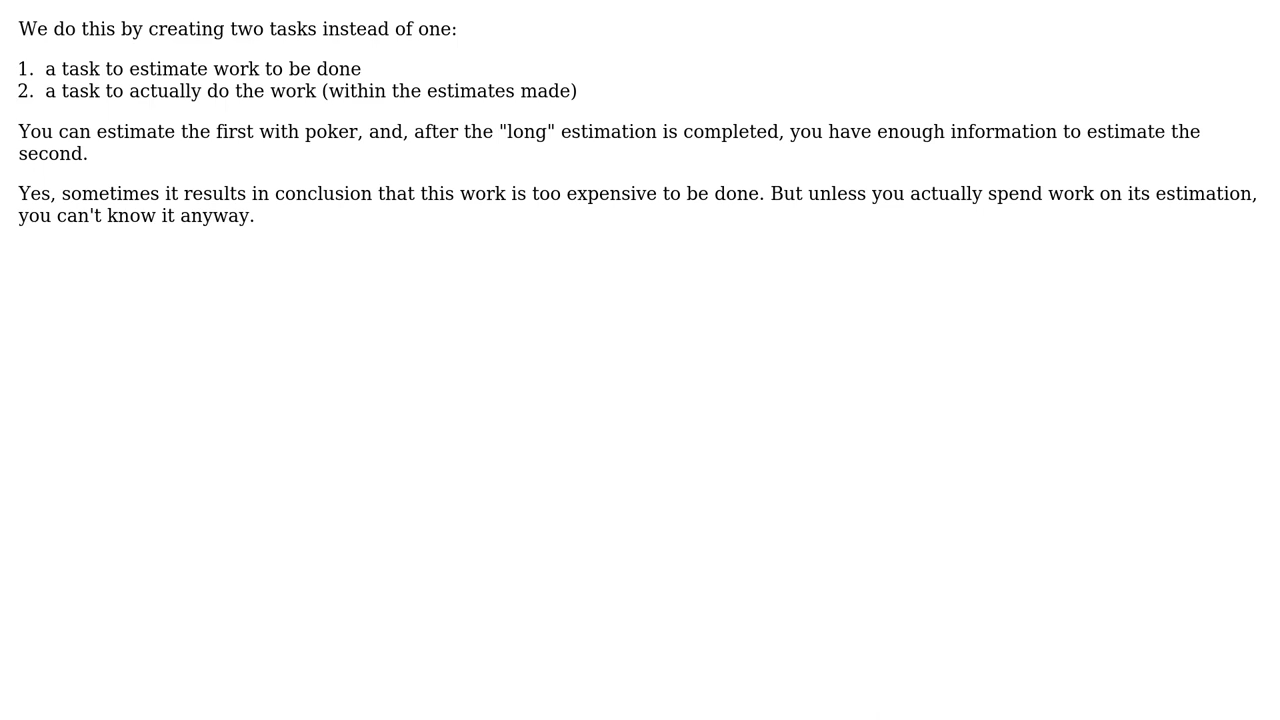 We do this by creating two tasks instead of one:
1. a task to estimate work to be done
2. a task to actually do the work (within the estimates made)
You can estimate the first with poker, and, after the "long" estimation is completed, you have enough information to estimate the
second.
Yes, sometimes it results in conclusion that this work is too expensive to be done. But unless you actually spend work on its estimation,
you can't know it anyway.